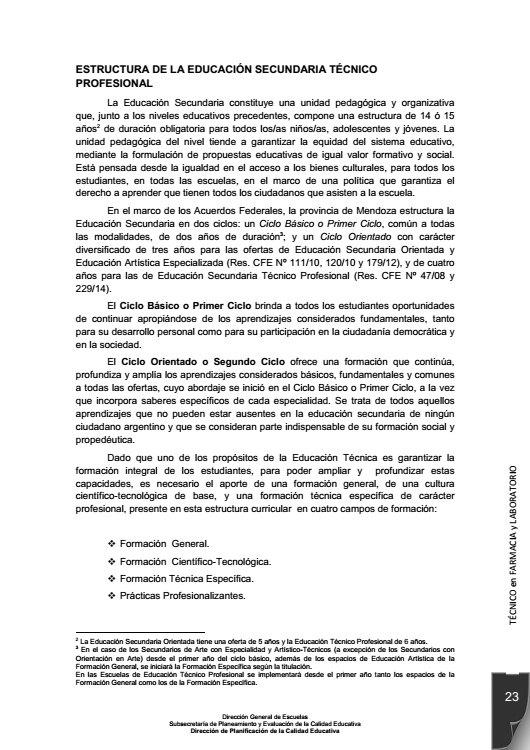 ESTRUCTURA DE LA EDUCACIÓN SECUNDARIA TÉCNICO
PROFESIONAL
La Educación Secundaria constituye una unidad pedagógica y organizativa
que, junto a los niveles educativos precedentes, compone una estructura de 14 ó 15
años² de duración obligatoria para todos los/as niños/as, adolescentes y jóvenes. La
unidad pedagógica del nivel tiende a garantizar la equidad del sistema educativo,
mediante la formulación de propuestas educativas de igual valor formativo y social.
Está pensada desde la igualdad en el acceso a los bienes culturales, para todos los
estudiantes, en todas las escuelas, en el marco de una política que garantiza el
derecho a aprender que tienen todos los ciudadanos que asisten a la escuela.
En el marco de los Acuerdos Federales, la provincia de Mendoza estructura la
Educación Secundaria en dos ciclos: un Ciclo Básico o Primer Ciclo, común a todas
las modalidades, de dos años de duración³; y un Ciclo Orientado con carácter
diversificado de tres años para las ofertas de Educación Secundaria Orientada y
Educación Artística Especializada (Res. CFE Nº 111/10, 120/10 y 179/12), y de cuatro
años para las de Educación Secundaria Técnico Profesional (Res. CFE Nº 47/08 y
229/14).
El Ciclo Básico o Primer Ciclo brinda a todos los estudiantes oportunidades
de continuar apropiándose de los aprendizajes considerados fundamentales, tanto
para su desarrollo personal como para su participación en la ciudadanía democrática y
en la sociedad.
El Ciclo Orientado o Segundo Ciclo ofrece una formación que continúa,
profundiza y amplía los aprendizajes considerados básicos, fundamentales y comunes
a todas las ofertas, cuyo abordaje se inició en el Ciclo Básico o Primer Ciclo, a la vez
que incorpora saberes específicos de cada especialidad. Se trata de todos aquellos
aprendizajes que no pueden estar ausentes en la educación secundaria de ningún
ciudadano argentino y que se consideran parte indispensable de su formación social y
propedéutica.
Dado que uno de los propósitos de la Educación Técnica es garantizar la
formación integral de los estudiantes, para poder ampliar y profundizar estas
capacidades, es necesario el aporte de una formación general, de una cultura
científico-tecnológica de base, y una formación técnica específica de carácter
profesional, presente en esta estructura curricular en cuatro campos de formación:
❖ Formación General.
❖ Formación Científico-Tecnológica.
❖ Formación Técnica Específica.
❖ Prácticas Profesionalizantes.
² La Educación Secundaria Orientada tiene una oferta de 5 años y la Educación Técnico Profesional de 6 años.
³ En el caso de los Secundarios de Arte con Especialidad y Artístico-Técnicos (a excepción de los Secundarios con
Orientación en Arte) desde el primer año del ciclo básico, además de los espacios de Educación Artística de la
Formación General, se iniciará la Formación Específica según la titulación.
En las Escuelas de Educación Técnico Profesional se implementará desde el primer año tanto los espacios de la
Formación General como los de la Formación Específica.
Dirección General de Escuelas
Subsecretaría de Planeamiento y Evaluación de la Calidad Educativa
Dirección de Planificación de la Calidad Educativa
TÉCNICO en FARMACIA y LABORATORIO
23